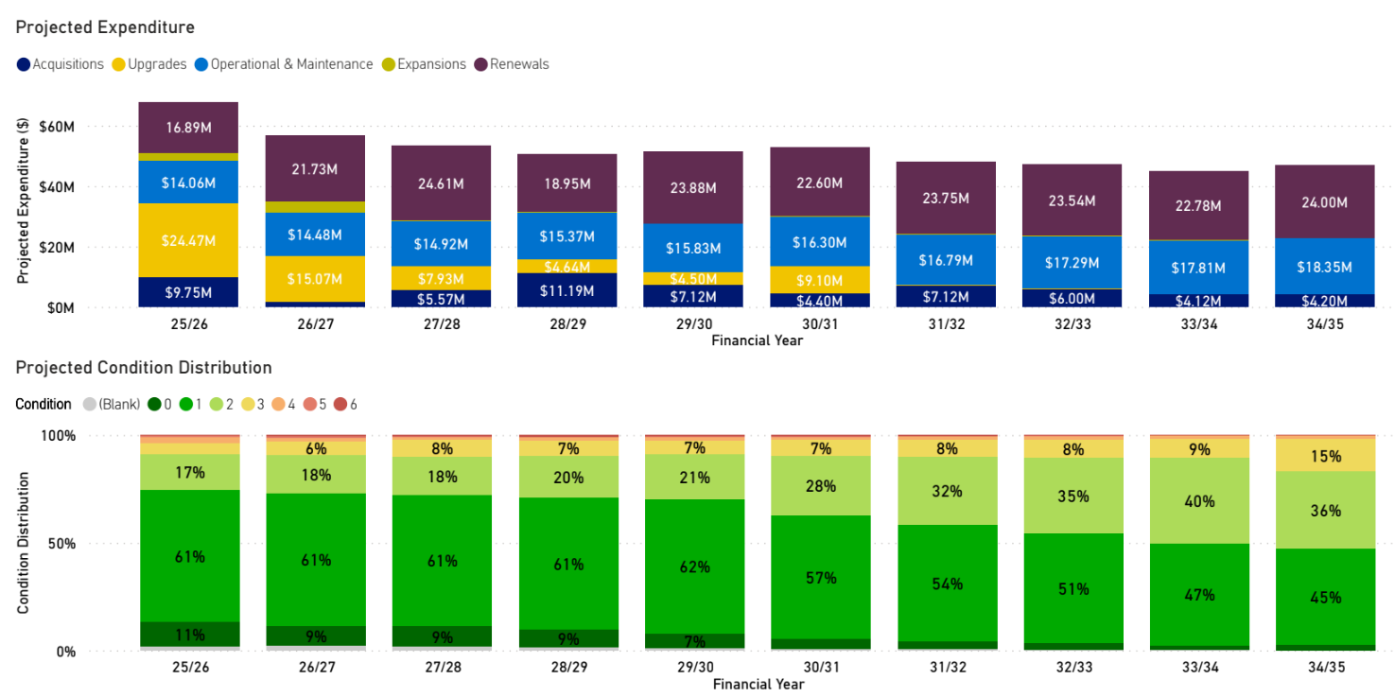 Projected Expenditure
Acquisitions Upgrades Operational & Maintenance Expansions Renewals
Projected Expenditure ($)
$60M
$40M
$20M
$0M
16.89M 21.73M 24.61M 18.95M 23.88M 22.60M 23.75M 23.54M 22.78M 24.00M
$14.06M $14.48M $14.92M $15.37M $15.83M $16.30M $16.79M $17.29M $17.81M $18.35M
$24.47M $15.07M $7.93M $4.64M $4.50M $9.10M
$9.75M $5.57M $11.19M $7.12M $4.40M $7.12M $6.00M $4.12M $4.20M
25/26 26/27 27/28 28/29 29/30 30/31 31/32 32/33 33/34 34/35
Financial Year
Projected Condition Distribution
Condition (Blank) 0 1 2 3 4 5 6
Condition Distribution
100%
50%
0%
6% 8% 7% 7% 7% 8% 8% 9% 15%
17% 18% 18% 20% 21% 28% 32% 35% 40% 36%
61% 61% 61% 61% 62% 57% 54% 51% 47% 45%
11% 9% 9% 9% 7%
25/26 26/27 27/28 28/29 29/30 30/31 31/32 32/33 33/34 34/35
Financial Year